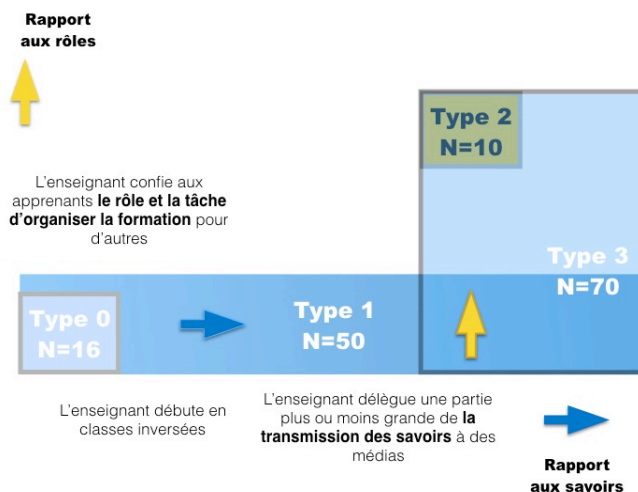 Rapport
aux rôles
Type 2
N=10
L'enseignant confie aux
apprenants le rôle et la tâche
d'organiser la formation pour
d'autres
Type 3
N=70
Type 0
N=16
Type 1
N=50
L'enseignant débute en
classes inversées
L'enseignant délègue une partie
plus ou moins grande de la
transmission des savoirs à des
médias
Rapport
aux savoirs